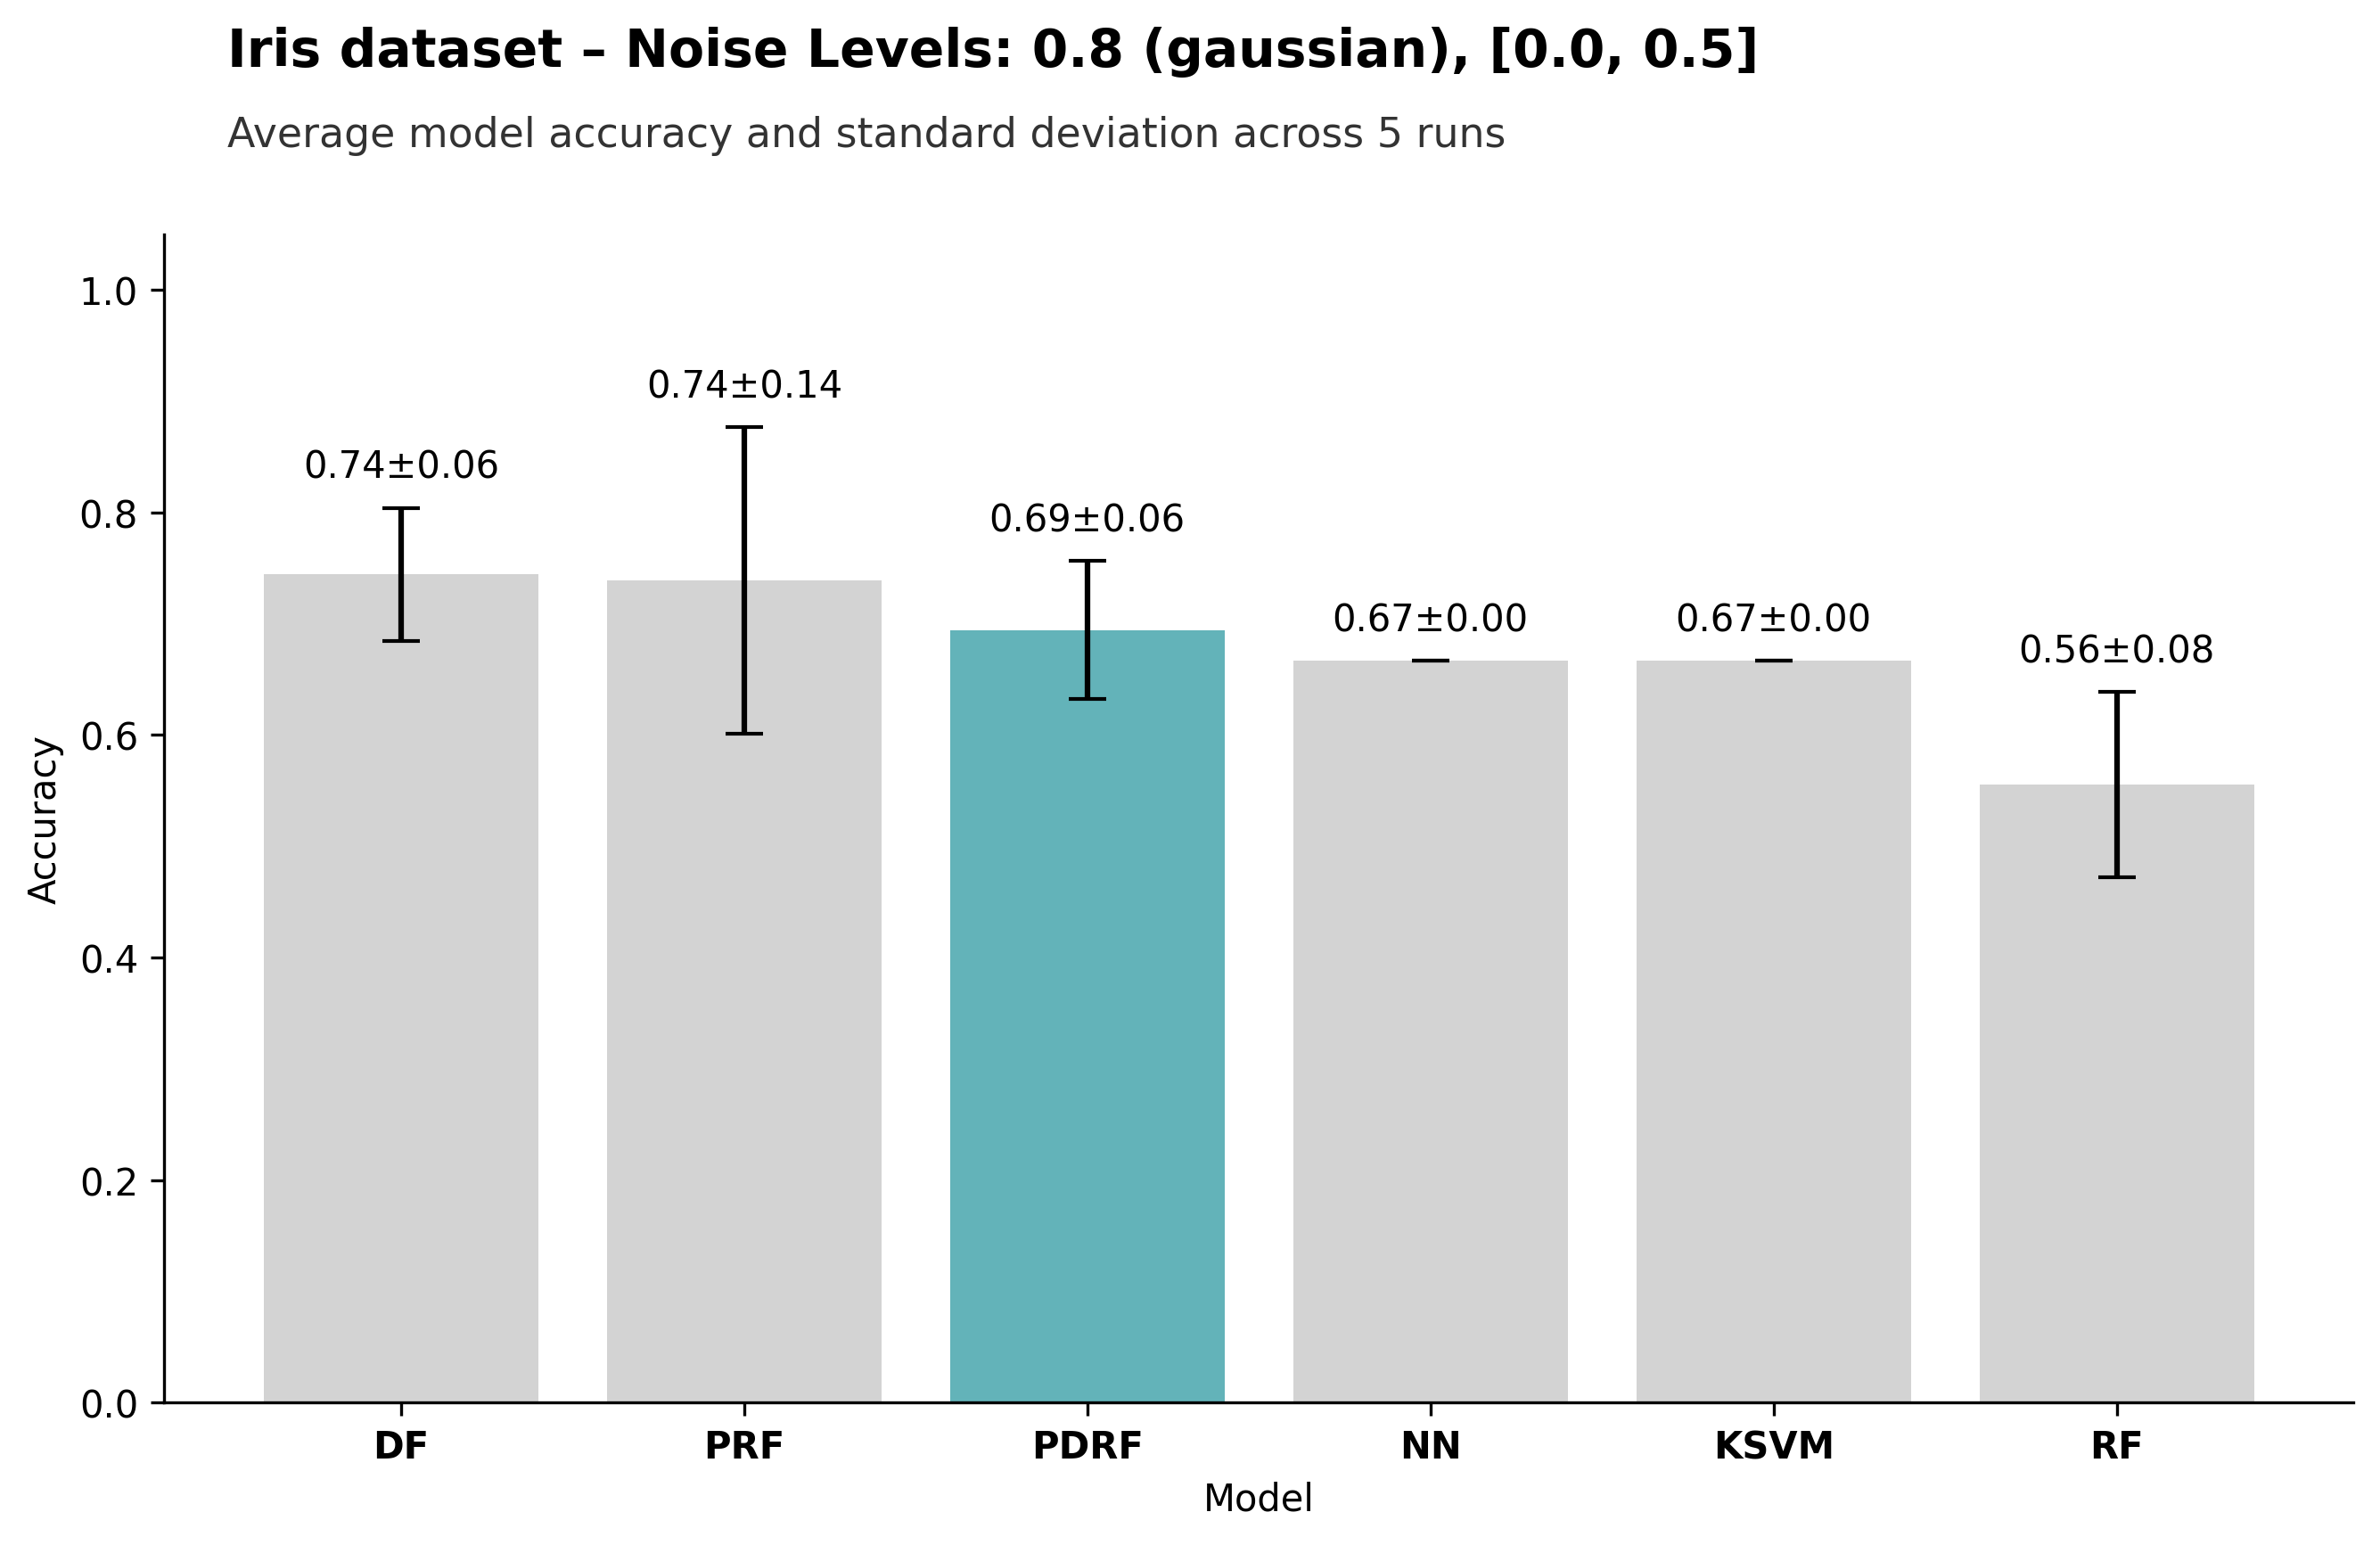 Iris dataset – Noise Levels: 0.8 (gaussian), [0.0, 0.5]
Average model accuracy and standard deviation across 5 runs
1.0
0.8
0.6
0.4
0.2
0.0
Accuracy
0.74±0.06
0.74±0.14
0.69±0.06
0.67±0.00
0.67±0.00
0.56±0.08
DF PRF PDRF NN KSVM RF
Model